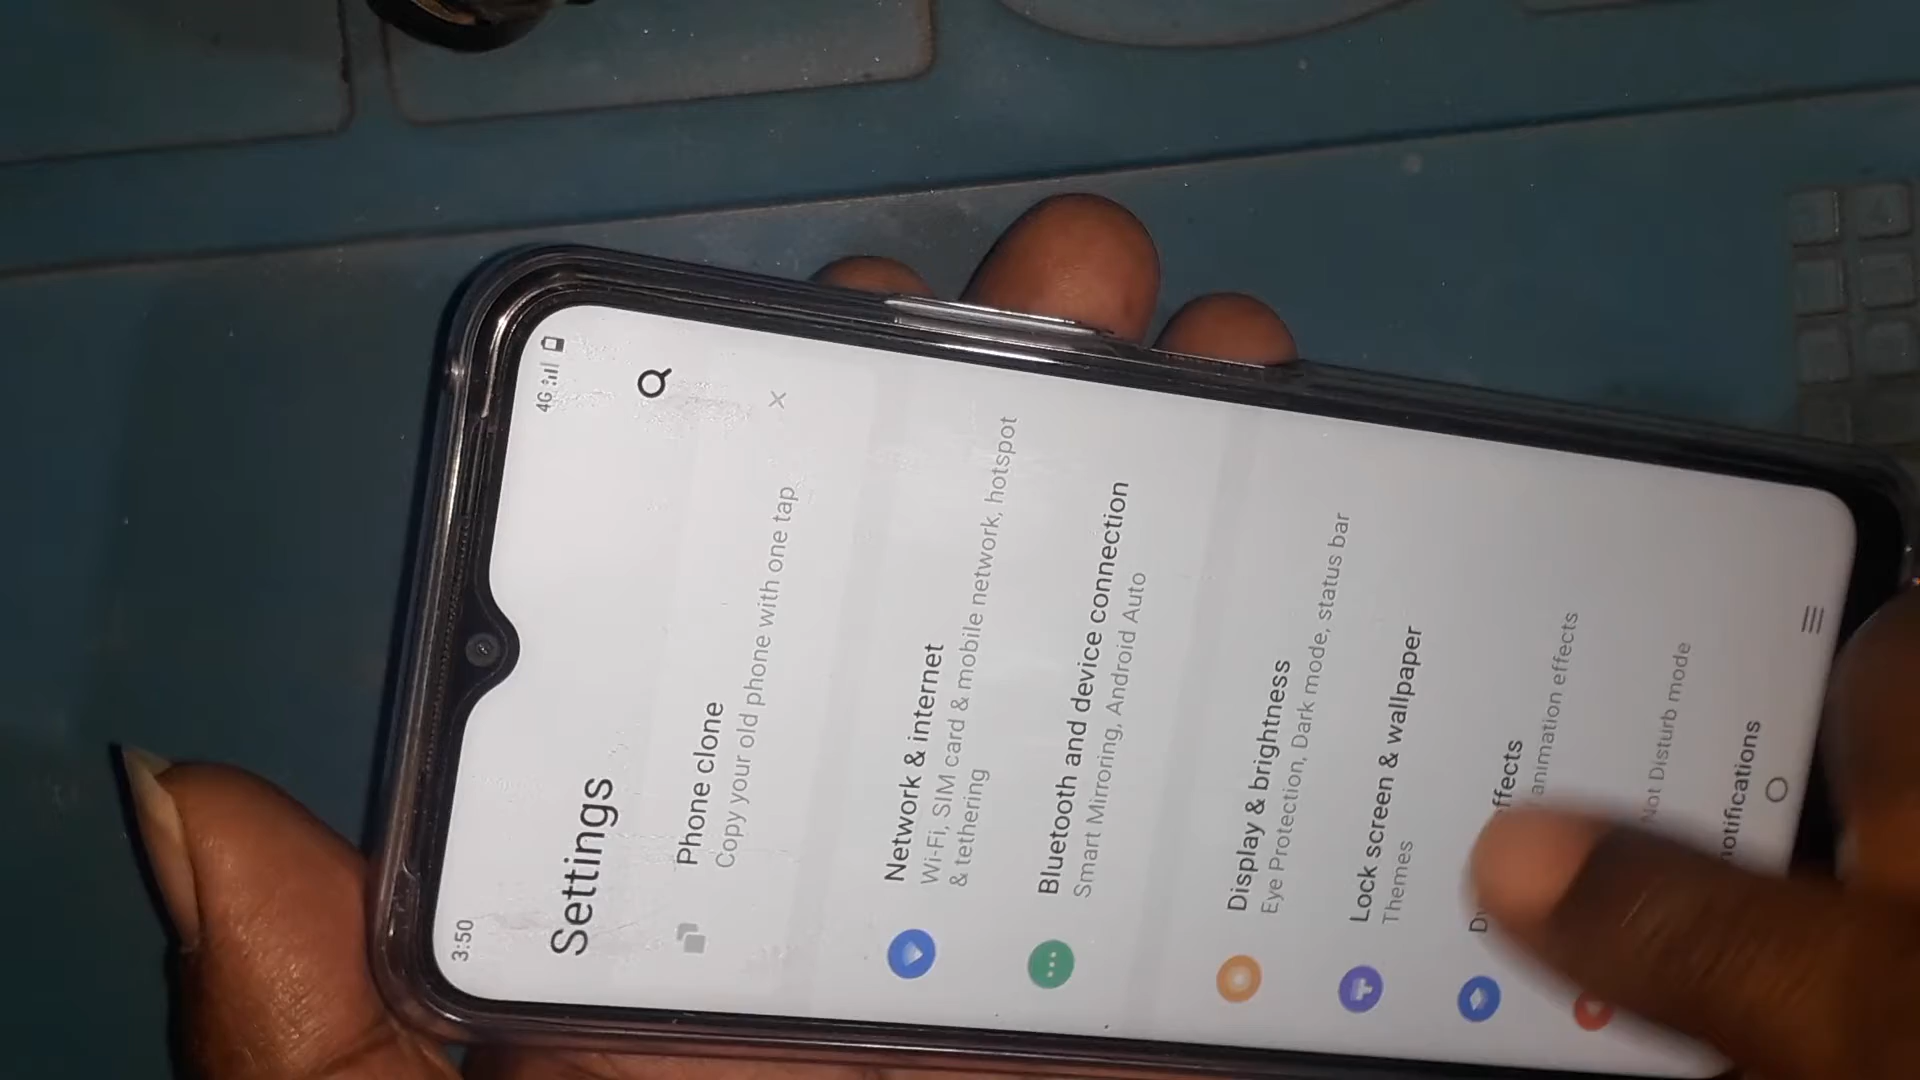 3:50
4G
Settings
Phone clone
Copy your old phone with one tap
Network & internet
Wi-Fi, SIM card & mobile network, hotspot
& tethering
Bluetooth and device connection
Smart Mirroring, Android Auto
Display & brightness
Eye Protection, Dark mode, status bar
Lock screen & wallpaper
Themes
ffects
animation effects
Not Disturb mode
notifications